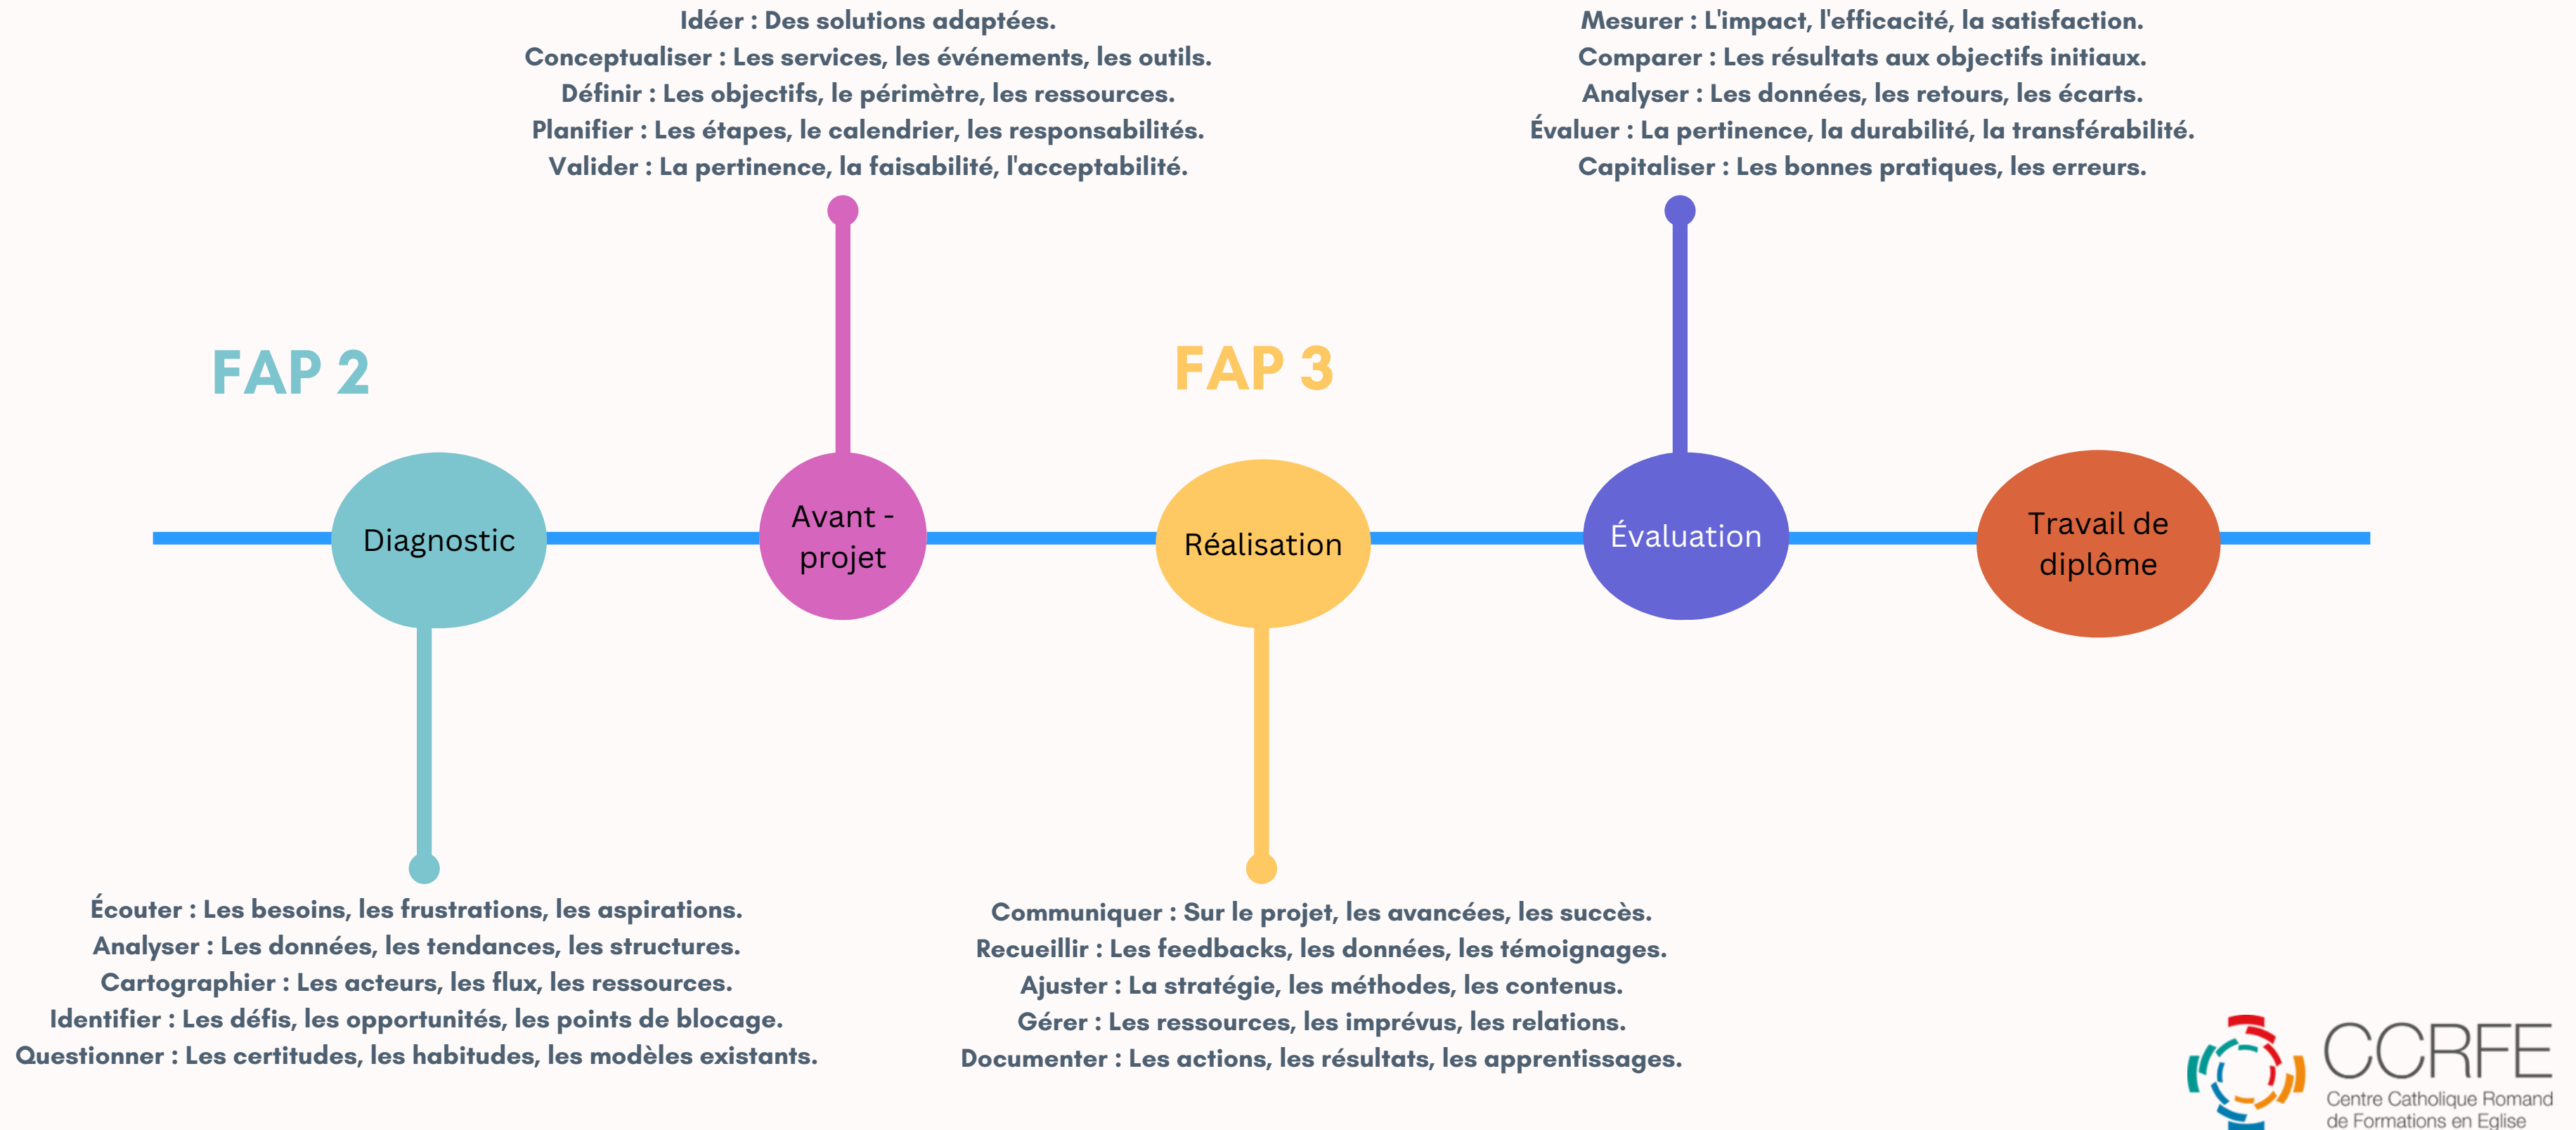 Idéer : Des solutions adaptées.
Conceptualiser : Les services, les événements, les outils.
Définir : Les objectifs, le périmètre, les ressources.
Planifier : Les étapes, le calendrier, les responsabilités.
Valider : La pertinence, la faisabilité, l'acceptabilité.
Mesurer : L'impact, l'efficacité, la satisfaction.
Comparer : Les résultats aux objectifs initiaux.
Analyser : Les données, les retours, les écarts.
Évaluer : La pertinence, la durabilité, la transférabilité.
Capitaliser : Les bonnes pratiques, les erreurs.
FAP 2
FAP 3
Diagnostic
Avant -
projet
Réalisation
Évaluation
Travail de
diplôme
Écouter : Les besoins, les frustrations, les aspirations.
Analyser : Les données, les tendances, les structures.
Cartographier : Les acteurs, les flux, les ressources.
Identifier : Les défis, les opportunités, les points de blocage.
Questionner : Les certitudes, les habitudes, les modèles existants.
Communiquer : Sur le projet, les avancées, les succès.
Recueillir : Les feedbacks, les données, les témoignages.
Ajuster : La stratégie, les méthodes, les contenus.
Gérer : Les ressources, les imprévus, les relations.
Documenter : Les actions, les résultats, les apprentissages.
CCRFE
Centre Catholique Romand
de Formations en Eglise